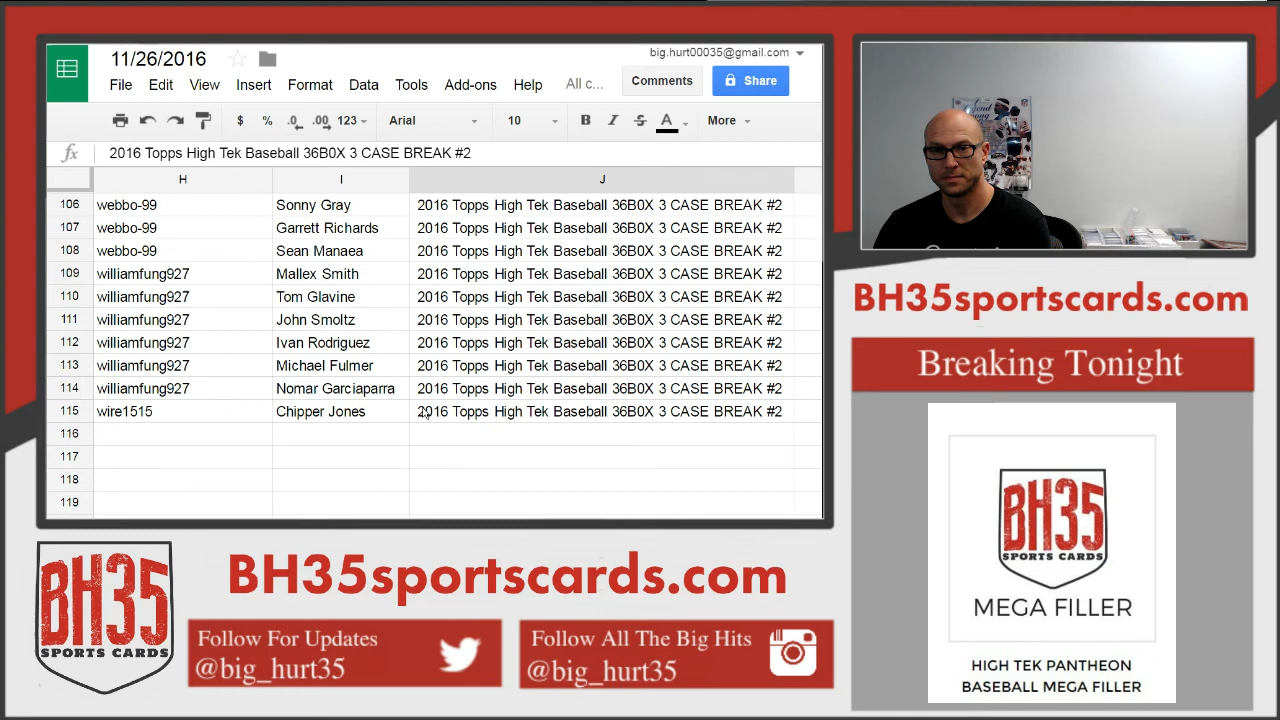 11/26/2016
big.hurt00035@gmail.com
File Edit View Insert Format Data Tools Add-ons Help All c...
Comments
Share
$ % .0 .00 123 Arial 10 B I S A More
fx 2016 Topps High Tek Baseball 36B0X 3 CASE BREAK #2
H I J
106 webbo-99 Sonny Gray 2016 Topps High Tek Baseball 36B0X 3 CASE BREAK #2
107 webbo-99 Garrett Richards 2016 Topps High Tek Baseball 36B0X 3 CASE BREAK #2
108 webbo-99 Sean Manaea 2016 Topps High Tek Baseball 36B0X 3 CASE BREAK #2
109 williamfung927 Mallex Smith 2016 Topps High Tek Baseball 36B0X 3 CASE BREAK #2
110 williamfung927 Tom Glavine 2016 Topps High Tek Baseball 36B0X 3 CASE BREAK #2
111 williamfung927 John Smoltz 2016 Topps High Tek Baseball 36B0X 3 CASE BREAK #2
112 williamfung927 Ivan Rodriguez 2016 Topps High Tek Baseball 36B0X 3 CASE BREAK #2
113 williamfung927 Michael Fulmer 2016 Topps High Tek Baseball 36B0X 3 CASE BREAK #2
114 williamfung927 Nomar Garciaparra 2016 Topps High Tek Baseball 36B0X 3 CASE BREAK #2
115 wire1515 Chipper Jones 2016 Topps High Tek Baseball 36B0X 3 CASE BREAK #2
116
117
118
119
BH35sportscards.com
Breaking Tonight
BH35
SPORTS CARDS
MEGA FILLER
HIGH TEK PANTHEON
BASEBALL MEGA FILLER
BH35
SPORTS CARDS
BH35sportscards.com
Follow For Updates
@big_hurt35
Follow All The Big Hits
@big_hurt35